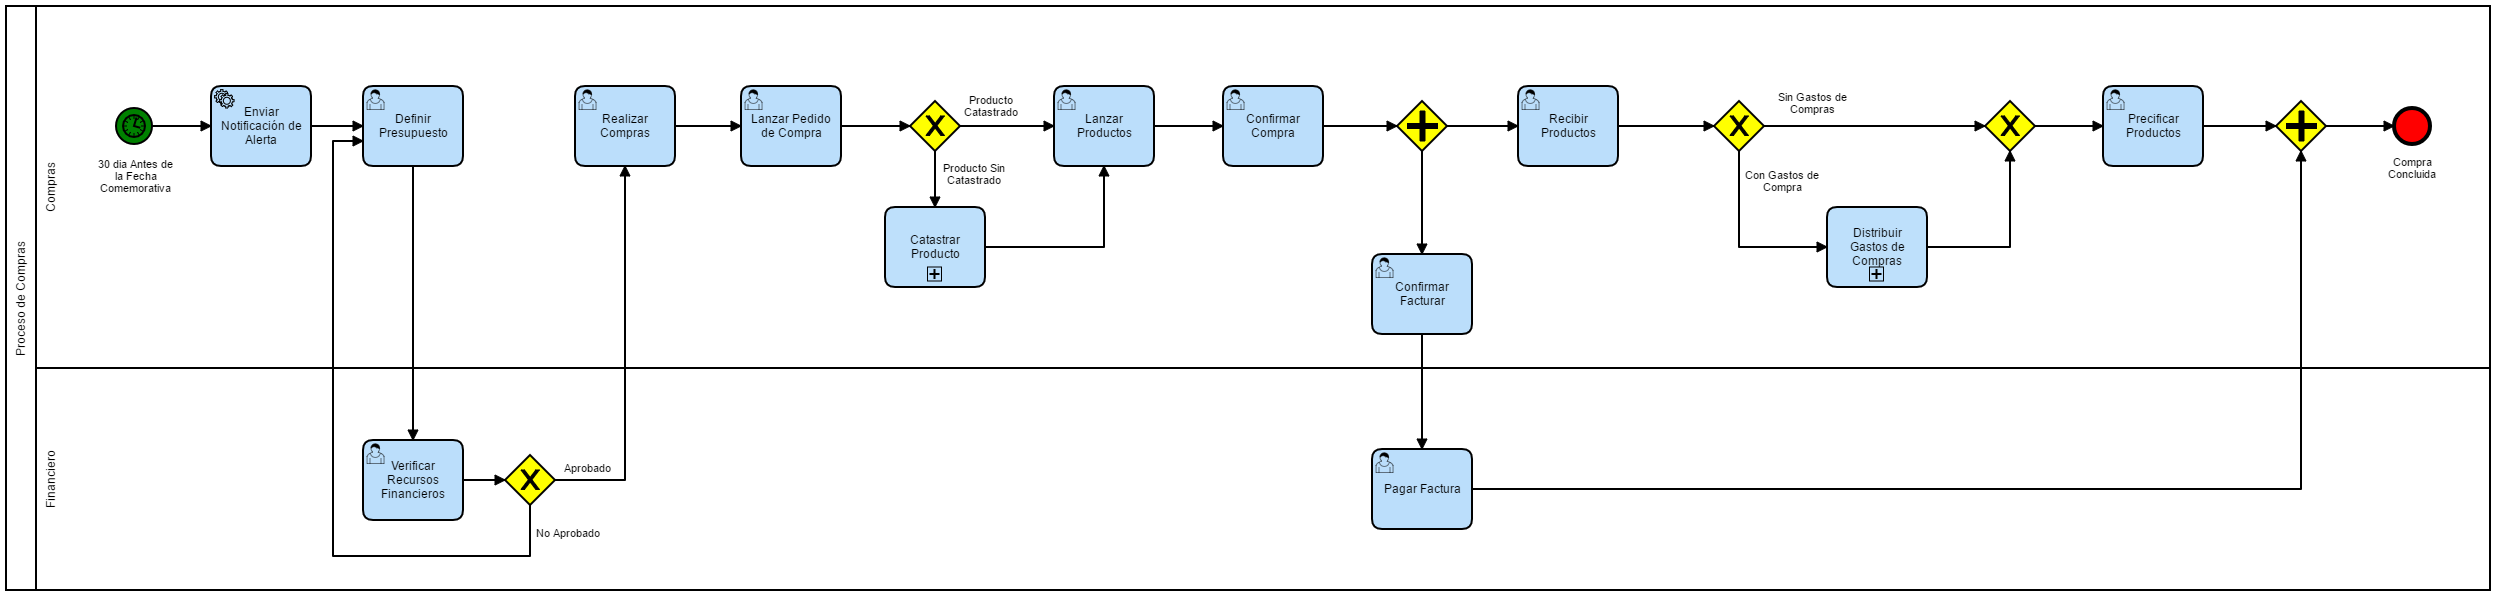 Proceso de Compras
Compras
30 dia Antes de
la Fecha
Comemorativa
Enviar
Notificación de
Alerta
Definir
Presupuesto
Realizar
Compras
Lanzar Pedido
de Compra
Producto
Catastrado
Producto Sin
Catastrado
Catastrar
Producto
Lanzar
Productos
Confirmar
Compra
Confirmar
Facturar
Recibir
Productos
Sin Gastos de
Compras
Con Gastos de
Compra
Distribuir
Gastos de
Compras
Precificar
Productos
Compra
Concluida
Financiero
Verificar
Recursos
Financieros
Aprobado
No Aprobado
Pagar Factura